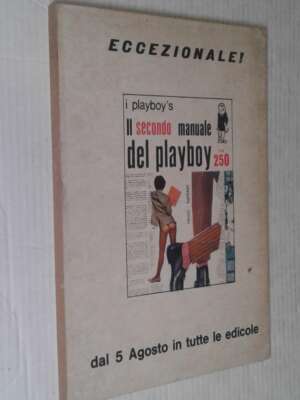 ECCEZIONALE!
i playboy's
Il secondo manuale
del playboy
250
dal 5 Agosto in tutte le edicole